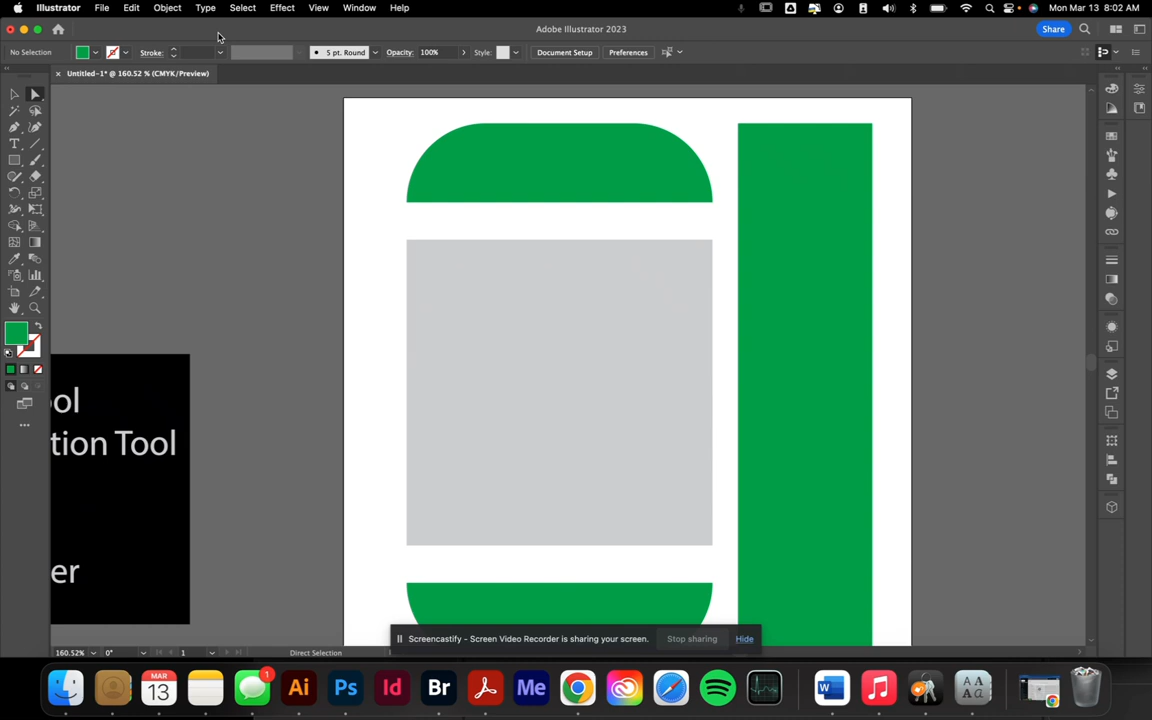 Illustrator File Edit Object Type Select Effect View Window Help Mon Mar 13 8:02 AM
Adobe Illustrator 2023 Share
No Selection Stroke: 5 pt. Round Opacity: 100% Style: Document Setup Preferences
× Untitled-1* @ 160.52 % (CMYK/Preview)
ool
tion Tool
er
Screencastify - Screen Video Recorder is sharing your screen. Stop sharing Hide
160.52% 0° 1 Direct Selection
MAR
13
1
Ai Ps Id Br Me W